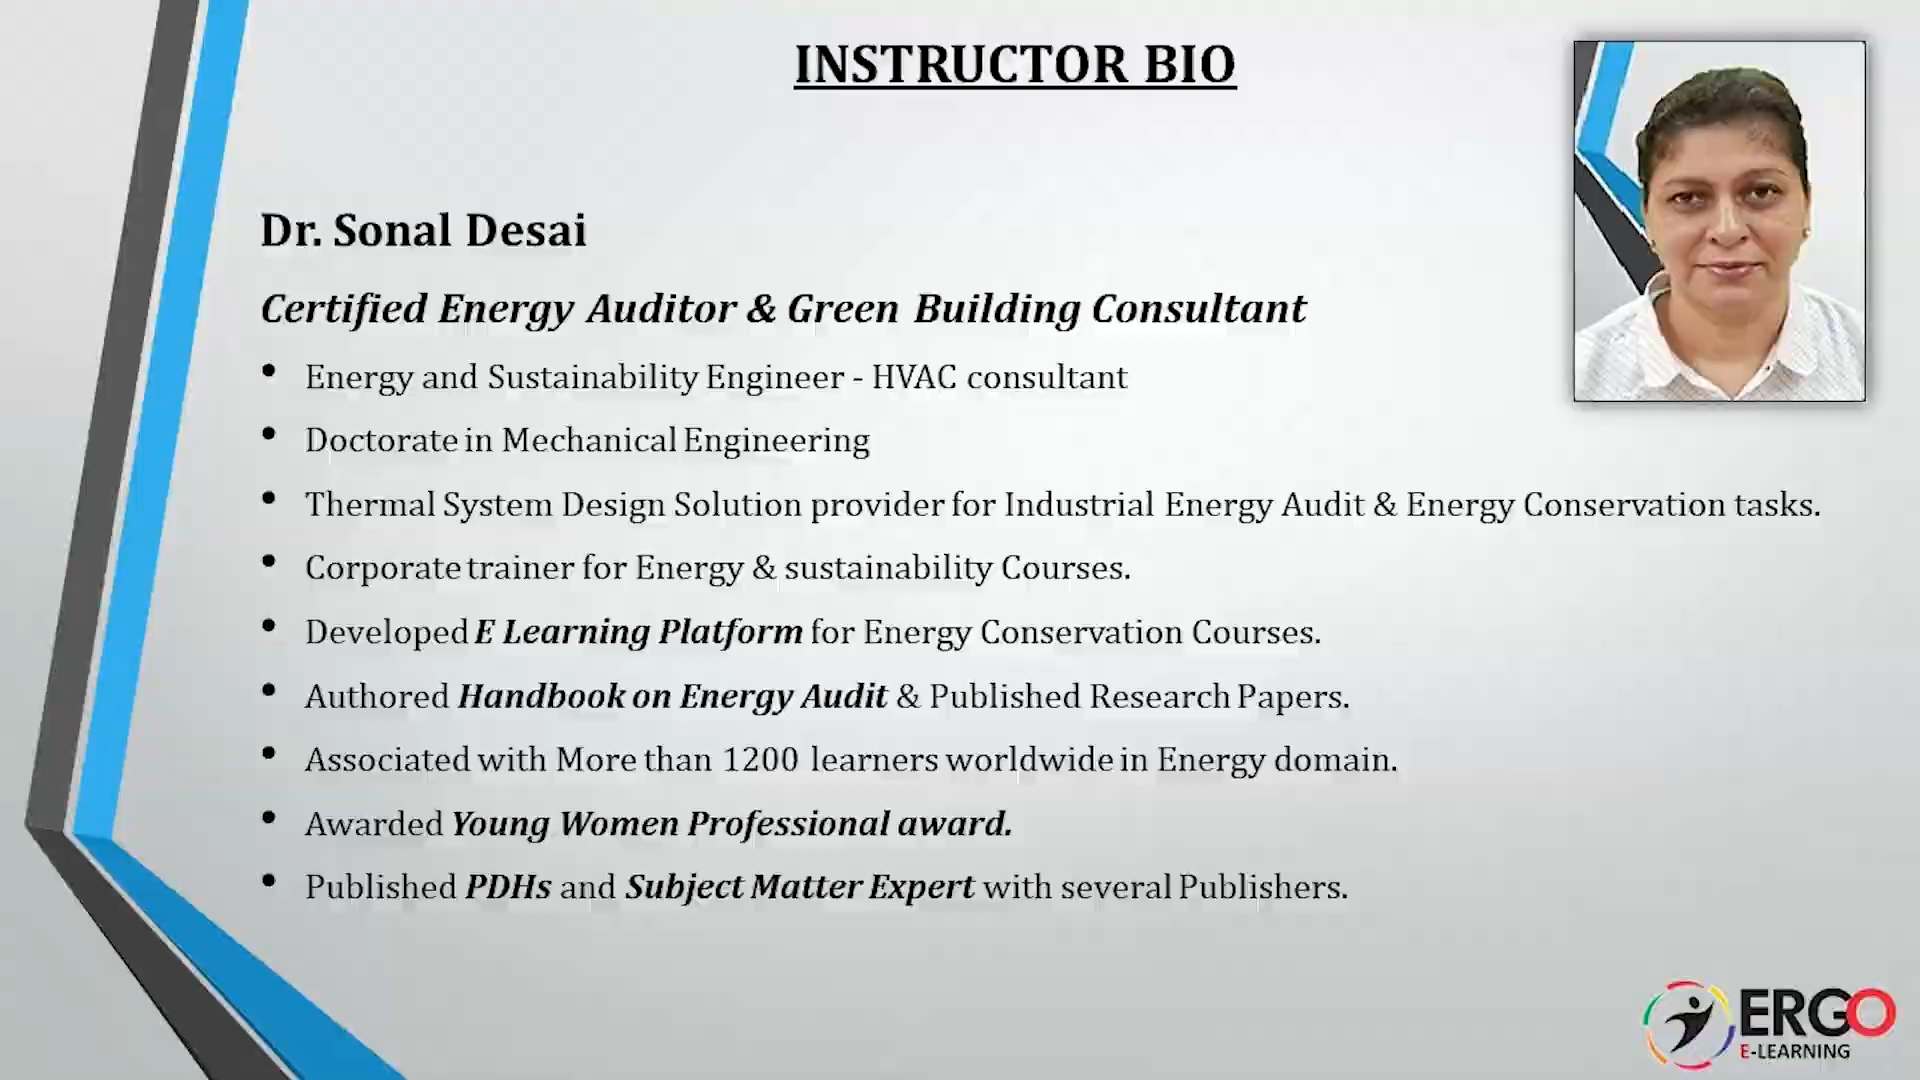 INSTRUCTOR BIO
Dr. Sonal Desai
Certified Energy Auditor & Green Building Consultant
• Energy and Sustainability Engineer - HVAC consultant
• Doctorate in Mechanical Engineering
• Thermal System Design Solution provider for Industrial Energy Audit & Energy Conservation tasks.
• Corporate trainer for Energy & sustainability Courses.
• Developed E Learning Platform for Energy Conservation Courses.
• Authored Handbook on Energy Audit & Published Research Papers.
• Associated with More than 1200 learners worldwide in Energy domain.
• Awarded Young Women Professional award.
• Published PDHs and Subject Matter Expert with several Publishers.
ERGO
E-LEARNING